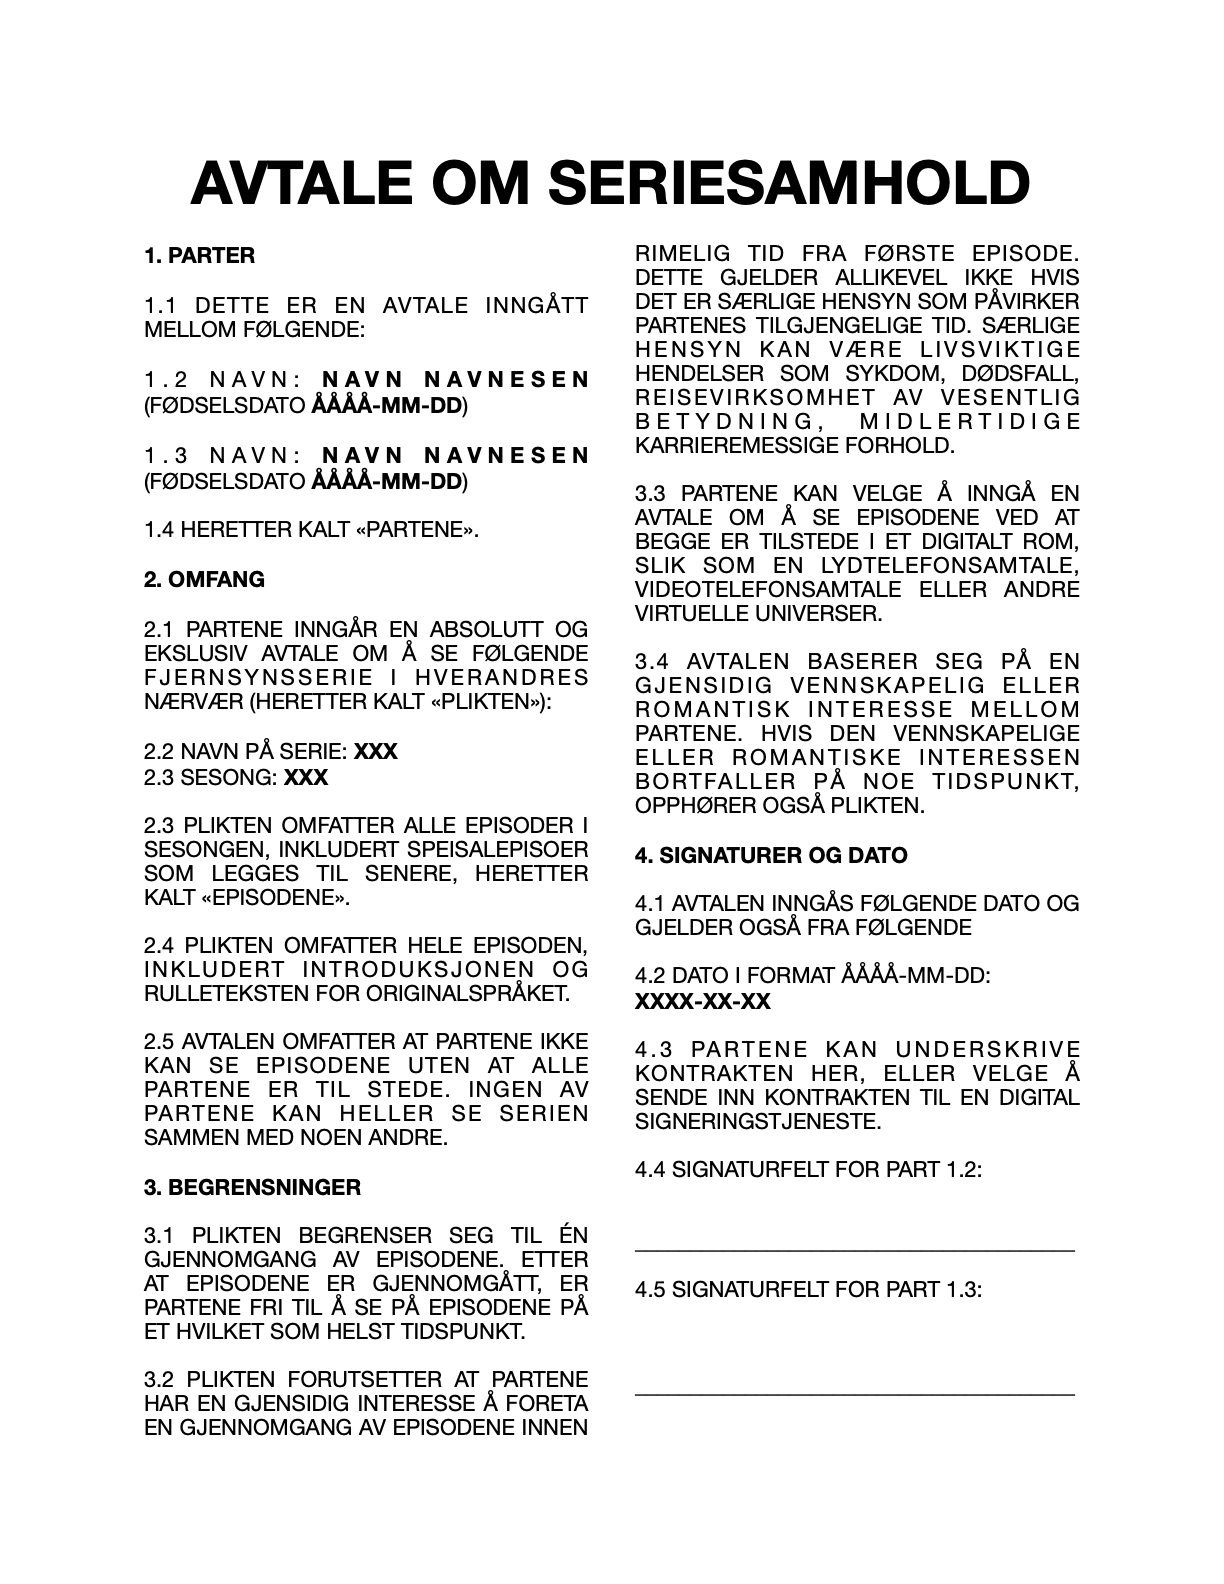 AVTALE OM SERIESAMHOLD
1. PARTER
1.1 DETTE ER EN AVTALE INNGÅTT
MELLOM FØLGENDE:
1.2 NAVN: NAVN NAVNESEN
(FØDSELSDATO ÅÅÅÅ-MM-DD)
1.3 NAVN: NAVN NAVNESEN
(FØDSELSDATO ÅÅÅÅ-MM-DD)
1.4 HERETTER KALT «PARTENE».
2. OMFANG
2.1 PARTENE INNGÅR EN ABSOLUTT OG
EKSLUSIV AVTALE OM Å SE FØLGENDE
FJERNSYNSSERIE I HVERANDRES
NÆRVÆR (HERETTER KALT «PLIKTEN»):
2.2 NAVN PÅ SERIE: XXX
2.3 SESONG: XXX
2.3 PLIKTEN OMFATTER ALLE EPISODER I
SESONGEN, INKLUDERT SPEISALEPISOER
SOM LEGGES TIL SENERE, HERETTER
KALT «EPISODENE».
2.4 PLIKTEN OMFATTER HELE EPISODEN,
INKLUDERT INTRODUKSJONEN OG
RULLETEKSTEN FOR ORIGINALSPRÅKET.
2.5 AVTALEN OMFATTER AT PARTENE IKKE
KAN SE EPISODENE UTEN AT ALLE
PARTENE ER TIL STEDE. INGEN AV
PARTENE KAN HELLER SE SERIEN
SAMMEN MED NOEN ANDRE.
3. BEGRENSNINGER
3.1 PLIKTEN BEGRENSER SEG TIL ÉN
GJENNOMGANG AV EPISODENE. ETTER
AT EPISODENE ER GJENNOMGÅTT, ER
PARTENE FRI TIL Å SE PÅ EPISODENE PÅ
ET HVILKET SOM HELST TIDSPUNKT.
3.2 PLIKTEN FORUTSETTER AT PARTENE
HAR EN GJENSIDIG INTERESSE Å FORETA
EN GJENNOMGANG AV EPISODENE INNEN
RIMELIG TID FRA FØRSTE EPISODE.
DETTE GJELDER ALLIKEVEL IKKE HVIS
DET ER SÆRLIGE HENSYN SOM PÅVIRKER
PARTENES TILGJENGELIGE TID. SÆRLIGE
HENSYN KAN VÆRE LIVSVIKTIGE
HENDELSER SOM SYKDOM, DØDSFALL,
REISEVIRKSOMHET AV VESENTLIG
BETYDNING, MIDLERTIDIGE
KARRIEREMESSIGE FORHOLD.
3.3 PARTENE KAN VELGE Å INNGÅ EN
AVTALE OM Å SE EPISODENE VED AT
BEGGE ER TILSTEDE I ET DIGITALT ROM,
SLIK SOM EN LYDTELEFONSAMTALE,
VIDEOTELEFONSAMTALE ELLER ANDRE
VIRTUELLE UNIVERSER.
3.4 AVTALEN BASERER SEG PÅ EN
GJENSIDIG VENNSKAPELIG ELLER
ROMANTISK INTERESSE MELLOM
PARTENE. HVIS DEN VENNSKAPELIGE
ELLER ROMANTISKE INTERESSEN
BORTFALLER PÅ NOE TIDSPUNKT,
OPPHØRER OGSÅ PLIKTEN.
4. SIGNATURER OG DATO
4.1 AVTALEN INNGÅS FØLGENDE DATO OG
GJELDER OGSÅ FRA FØLGENDE
4.2 DATO I FORMAT ÅÅÅÅ-MM-DD:
XXXX-XX-XX
4.3 PARTENE KAN UNDERSKRIVE
KONTRAKTEN HER, ELLER VELGE Å
SENDE INN KONTRAKTEN TIL EN DIGITAL
SIGNERINGSTJENESTE.
4.4 SIGNATURFELT FOR PART 1.2:
4.5 SIGNATURFELT FOR PART 1.3: